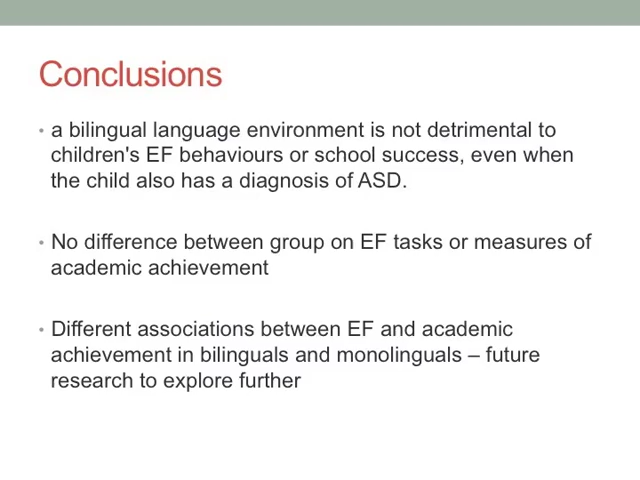 Conclusions
• a bilingual language environment is not detrimental to
children's EF behaviours or school success, even when
the child also has a diagnosis of ASD.
• No difference between group on EF tasks or measures of
academic achievement
• Different associations between EF and academic
achievement in bilinguals and monolinguals – future
research to explore further